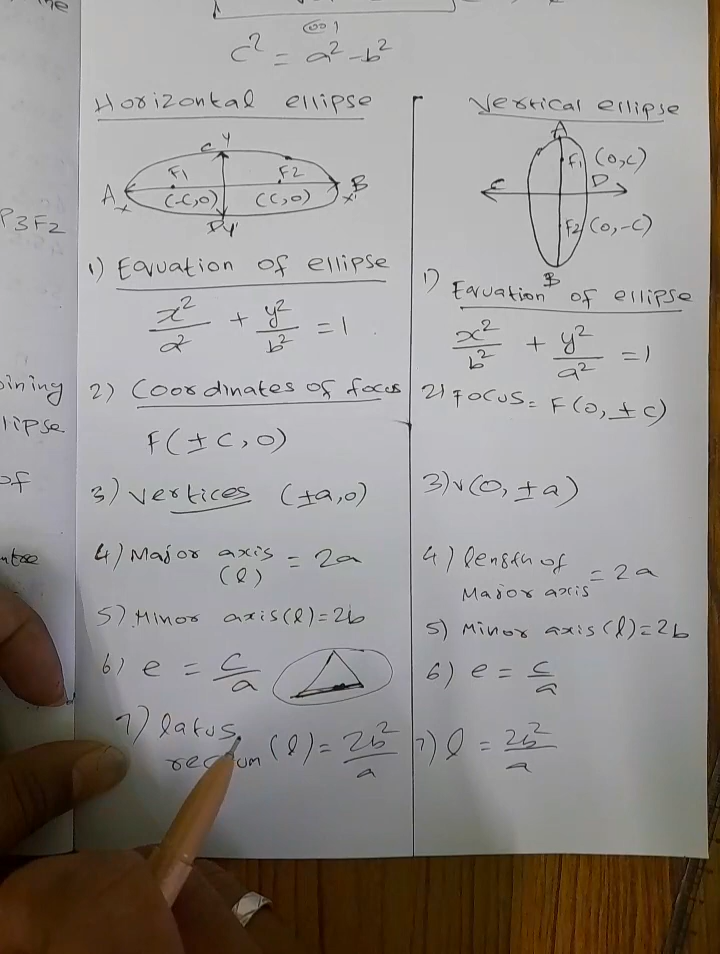 c² = a² - b²
Horizontal ellipse
C Y
F1 F2
A B
X (-c,0) (c,0) X'
D Y'
1) Equation of ellipse
x²/a² + y²/b² = 1
2) Coordinates of focus
F(±c, 0)
3) Vertices (±a, 0)
4) Major axis (l) = 2a
5) Minor axis (l) = 2b
6) e = c/a
7) latus rectum (l) = 2b²/a
Vertical ellipse
A
F1 (0,c)
C D
F2 (0,-c)
B
1) Equation of ellipse
x²/b² + y²/a² = 1
2) Focus = F(0, ±c)
3) v(0, ±a)
4) length of Major axis = 2a
5) Minor axis (l) = 2b
6) e = c/a
7) l = 2b²/a
P3F2
lipse
of